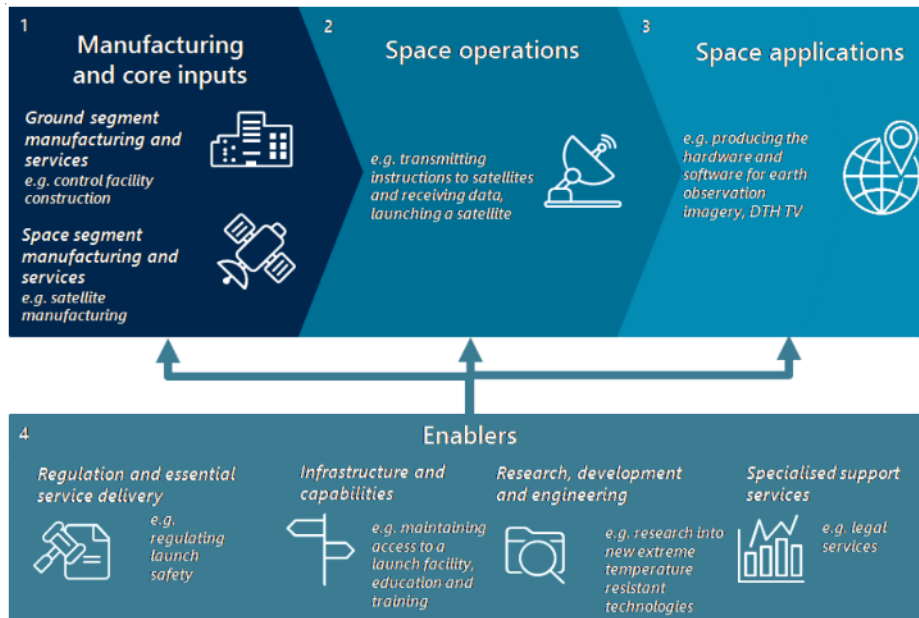 1
Manufacturing
and core inputs
Ground segment
manufacturing and
services
e.g. control facility
construction
Space segment
manufacturing and
services
e.g. satellite
manufacturing
2
Space operations
e.g. transmitting
instructions to satellites
and receiving data,
launching a satellite
3
Space applications
e.g. producing the
hardware and
software for earth
observation
imagery, DTH TV
4
Enablers
Regulation and essential
service delivery
e.g.
regulating
launch
safety
Infrastructure and
capabilities
e.g. maintaining
access to a
launch facility,
education and
training
Research, development
and engineering
e.g. research into
new extreme
temperature
resistant
technologies
Specialised support
services
e.g. legal
services